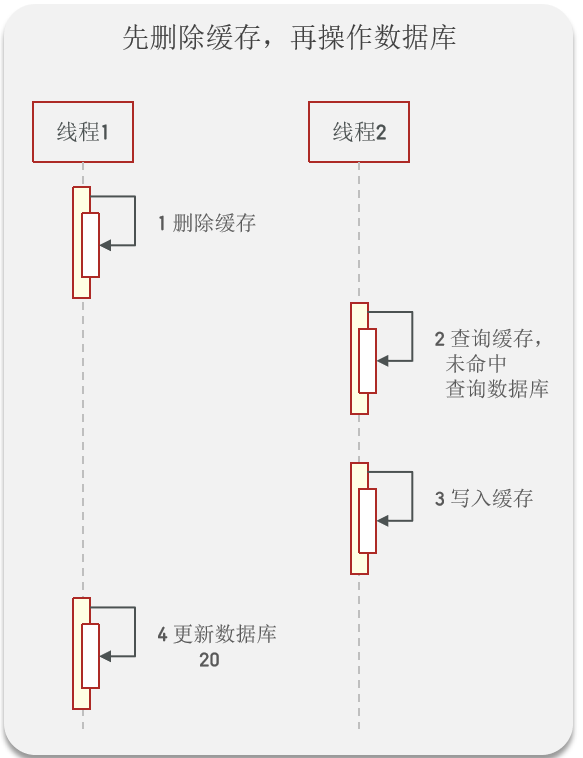 先删除缓存，再操作数据库
线程1
线程2
1 删除缓存
2 查询缓存，
未命中
查询数据库
3 写入缓存
4 更新数据库
20